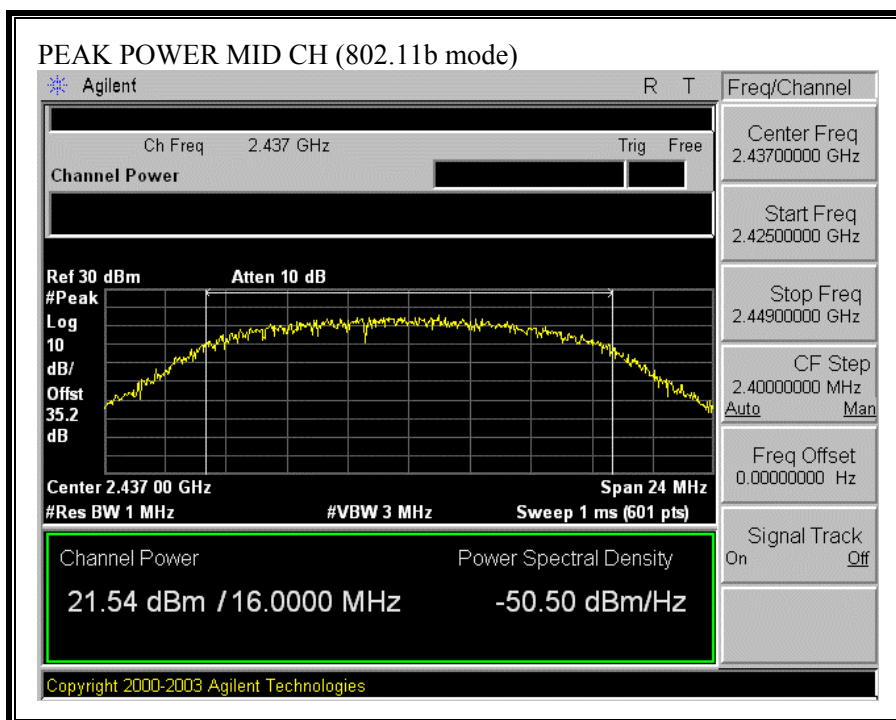 PEAK POWER MID CH (802.11b mode)
Agilent R T
Ch Freq 2.437 GHz Trig Free
Channel Power
Ref 30 dBm Atten 10 dB
#Peak
Log
10
dB/
Offst
35.2
dB
Center 2.437 00 GHz Span 24 MHz
#Res BW 1 MHz #VBW 3 MHz Sweep 1 ms (601 pts)
Channel Power Power Spectral Density
21.54 dBm / 16.0000 MHz -50.50 dBm/Hz
Copyright 2000-2003 Agilent Technologies
Freq/Channel
Center Freq
2.43700000 GHz
Start Freq
2.42500000 GHz
Stop Freq
2.44900000 GHz
CF Step
2.40000000 MHz
Auto Man
Freq Offset
0.00000000 Hz
Signal Track
On Off